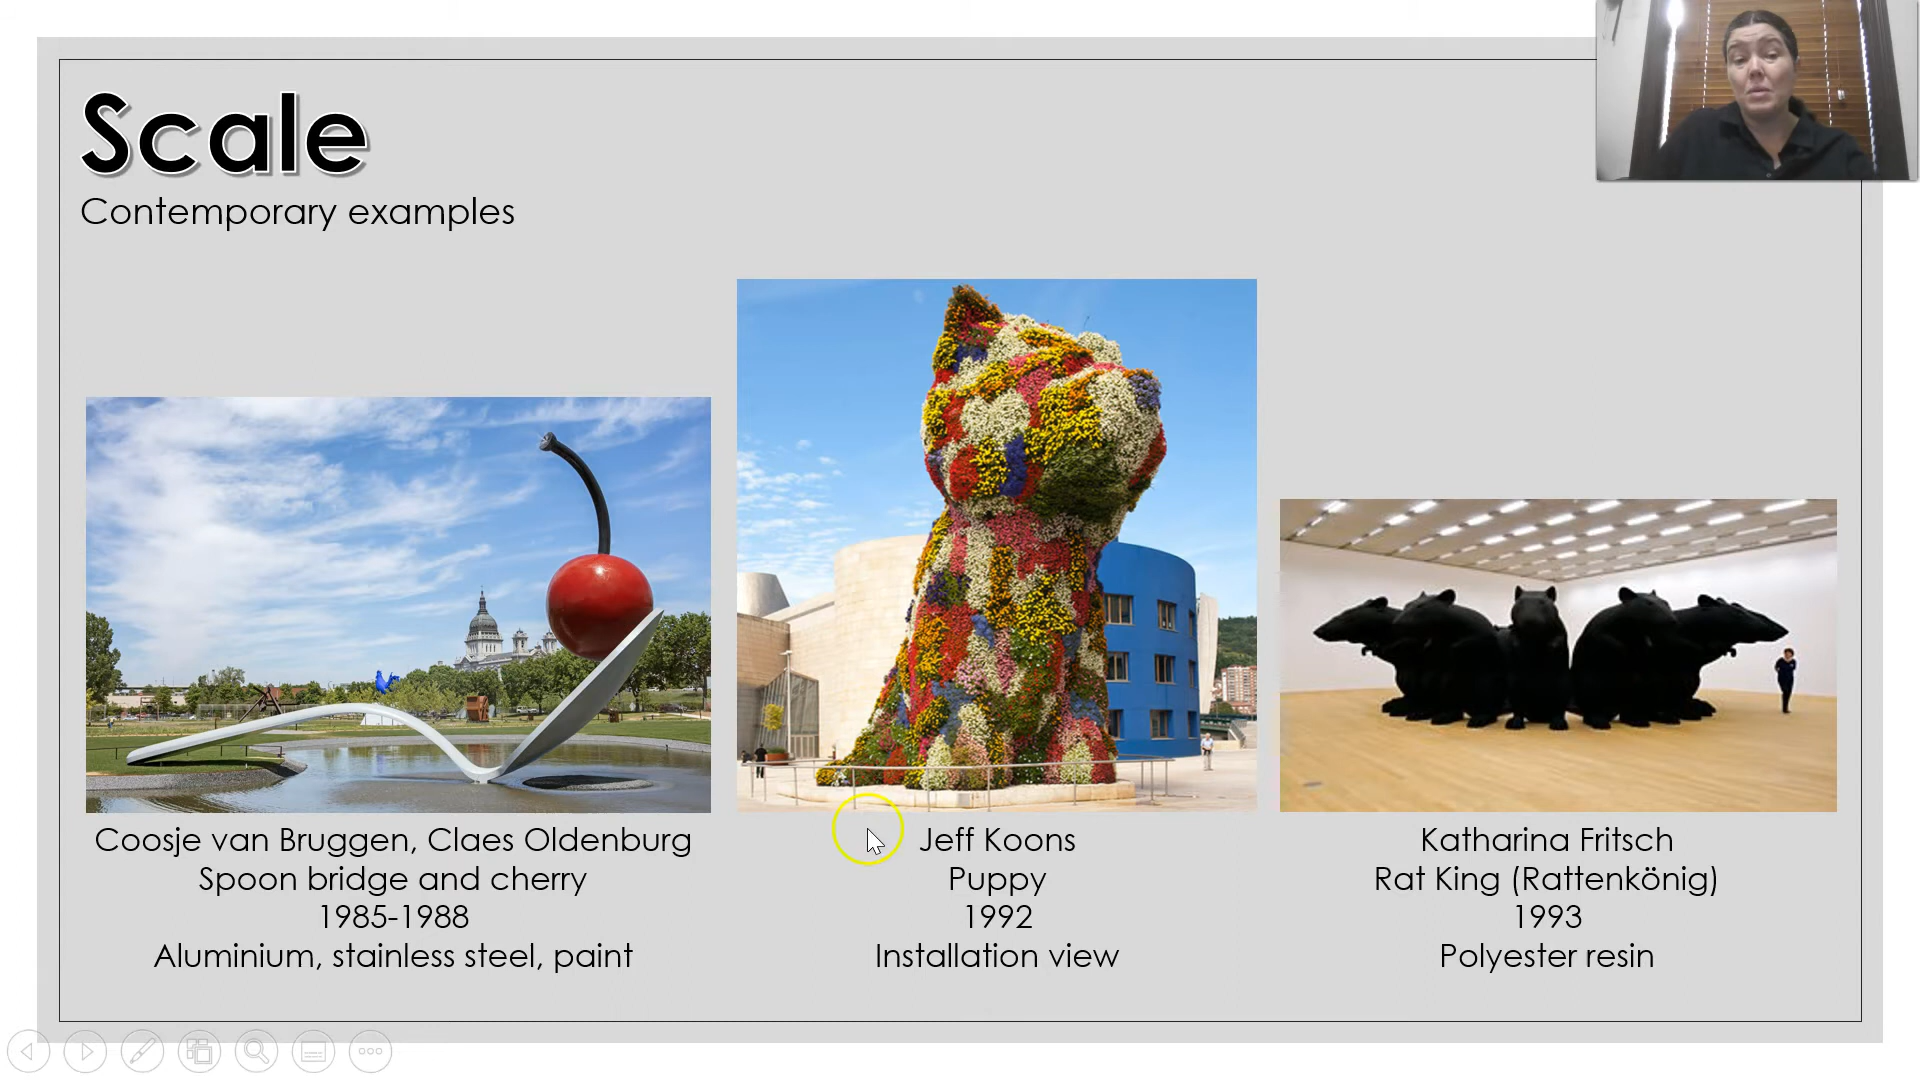 Scale
Contemporary examples
Coosje van Bruggen, Claes Oldenburg
Spoon bridge and cherry
1985-1988
Aluminium, stainless steel, paint
Jeff Koons
Puppy
1992
Installation view
Katharina Fritsch
Rat King (Rattenkönig)
1993
Polyester resin